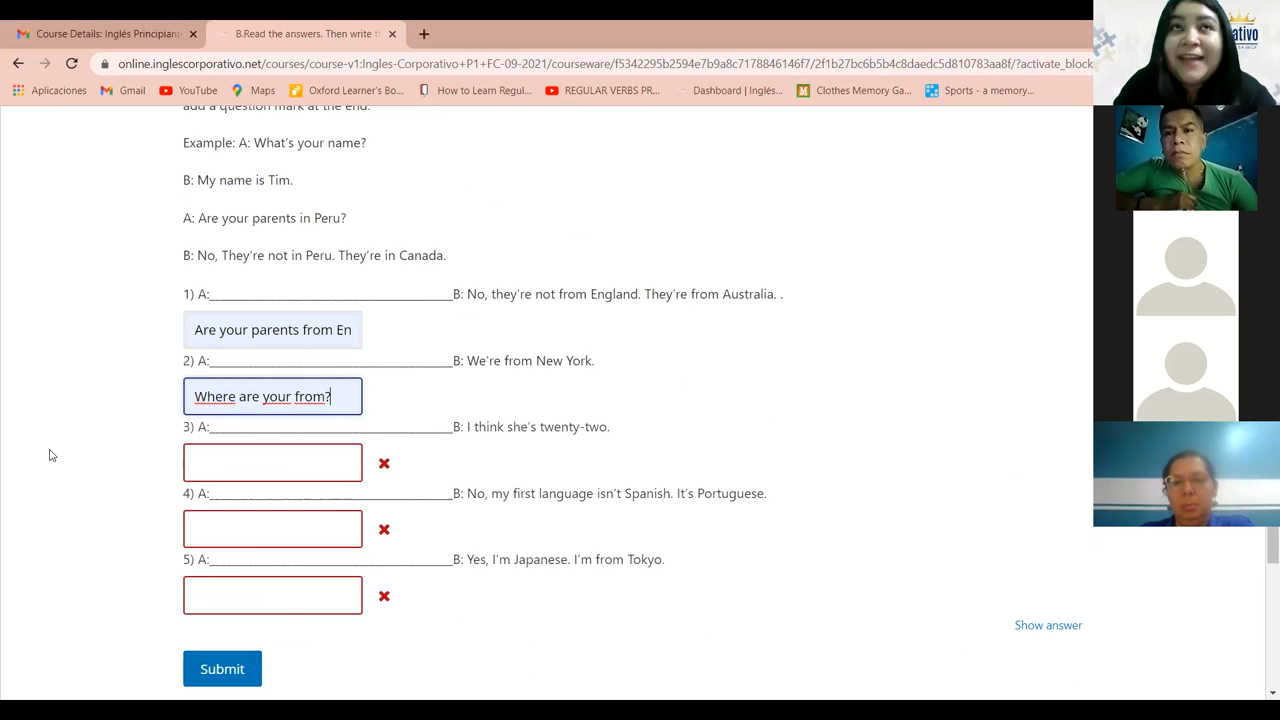 Course Details: Inglés Principiant
B.Read the answers. Then write t
online.inglescorporativo.net/courses/course-v1:Ingles-Corporativo+P1+FC-09-2021/courseware/f5342295b2594e7b9a8c7178846146f7/2f1b27bc6b5b4c8daedc5d810783aa8f/?activate_block
ativo
Aplicaciones
Gmail
YouTube
Maps
Oxford Learner's Bo...
How to Learn Regul...
REGULAR VERBS PR...
Dashboard | Inglés...
Clothes Memory Ga...
Sports - a memory...
add a question mark at the end.
Example: A: What's your name?
B: My name is Tim.
A: Are your parents in Peru?
B: No, They're not in Peru. They're in Canada.
1) A:___________________________________B: No, they're not from England. They're from Australia. .
Are your parents from En
2) A:___________________________________B: We're from New York.
Where are your from?
3) A:___________________________________B: I think she's twenty-two.
4) A:___________________________________B: No, my first language isn't Spanish. It's Portuguese.
5) A:___________________________________B: Yes, I'm Japanese. I'm from Tokyo.
Show answer
Submit